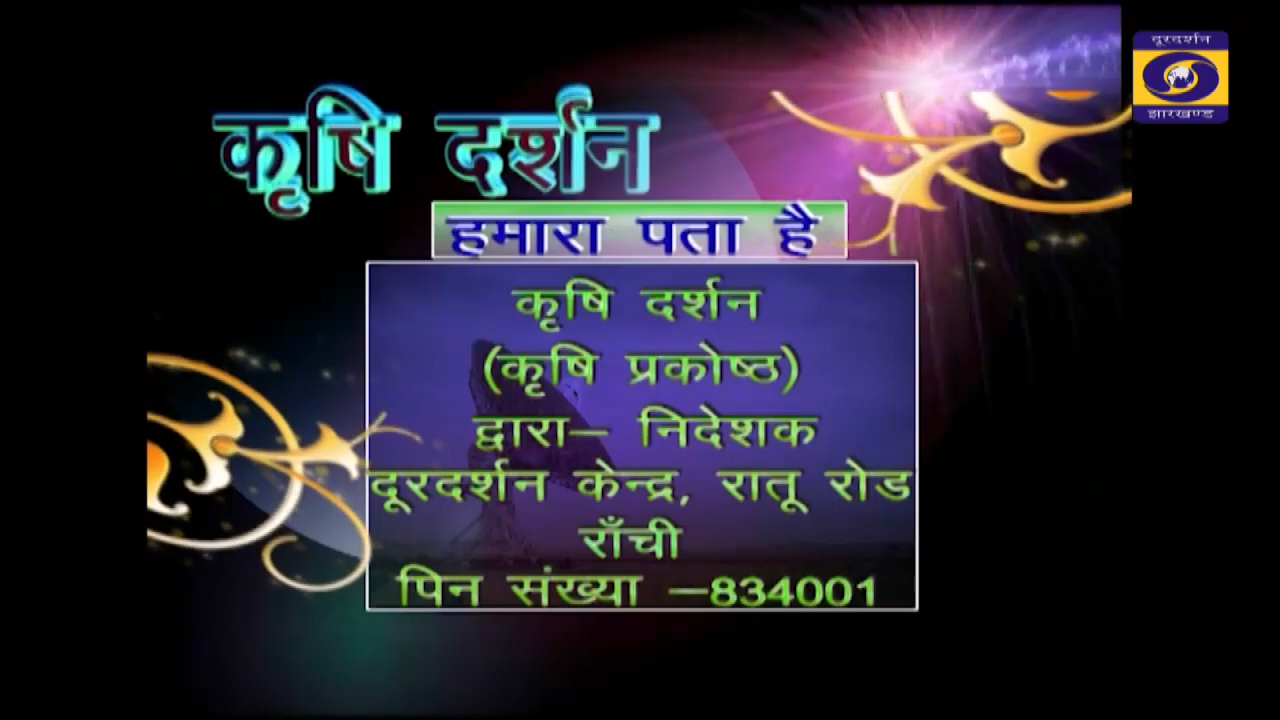 दूरदर्शन
झारखण्ड
कृषि दर्शन
हमारा पता है
कृषि दर्शन
(कृषि प्रकोष्ठ)
द्वारा– निदेशक
दूरदर्शन केन्द्र, रातू रोड
राँची
पिन संख्या –834001